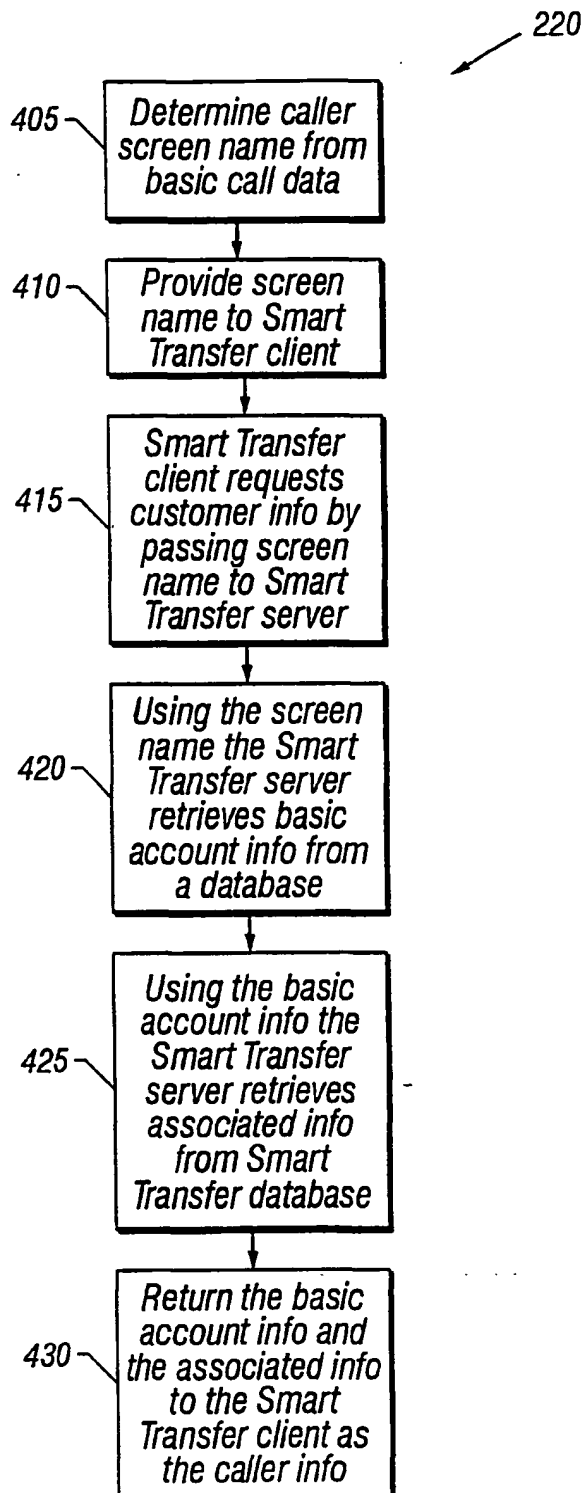 220
405
Determine caller
screen name from
basic call data
410
Provide screen
name to Smart
Transfer client
415
Smart Transfer
client requests
customer info by
passing screen
name to Smart
Transfer server
420
Using the screen
name the Smart
Transfer server
retrieves basic
account info from
a database
425
Using the basic
account info the
Smart Transfer
server retrieves
associated info
from Smart
Transfer database
430
Return the basic
account info and
the associated info
to the Smart
Transfer client as
the caller info